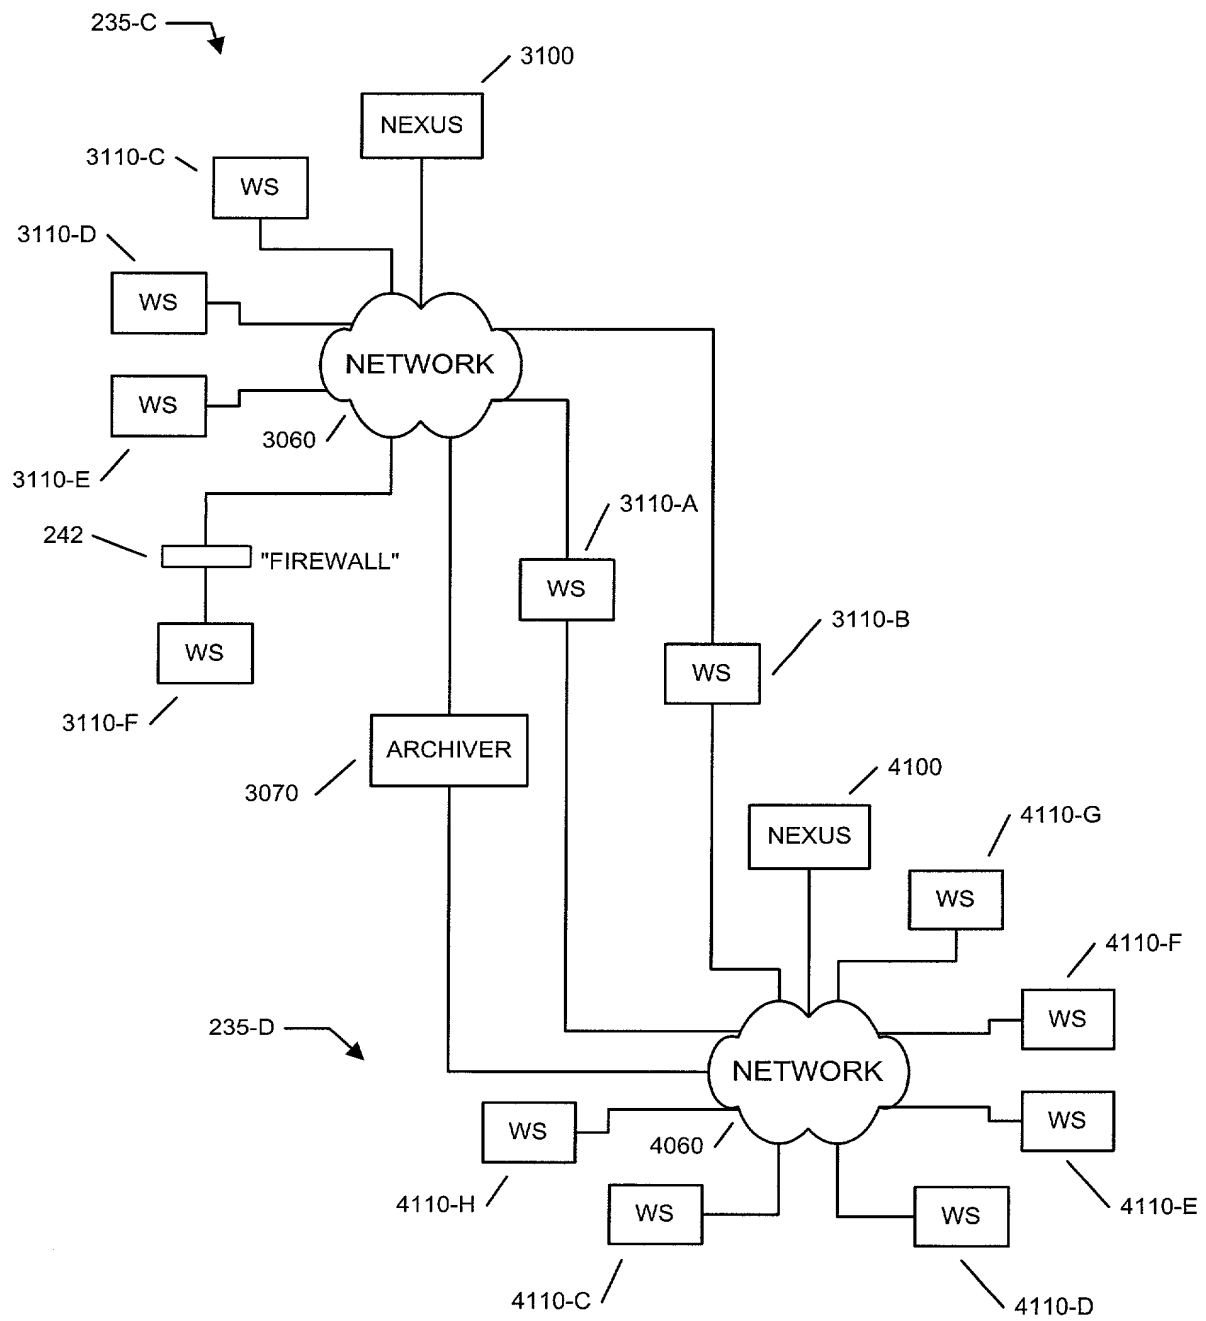 235-C
3100
NEXUS
3110-C
WS
3110-D
WS
NETWORK
WS
3060
3110-E
3110-A
242
"FIREWALL"
WS
3110-B
WS
WS
3110-F
ARCHIVER
4100
3070
4110-G
NEXUS
WS
4110-F
235-D
WS
NETWORK
WS
WS
4060
4110-H
4110-E
WS
WS
4110-C
4110-D